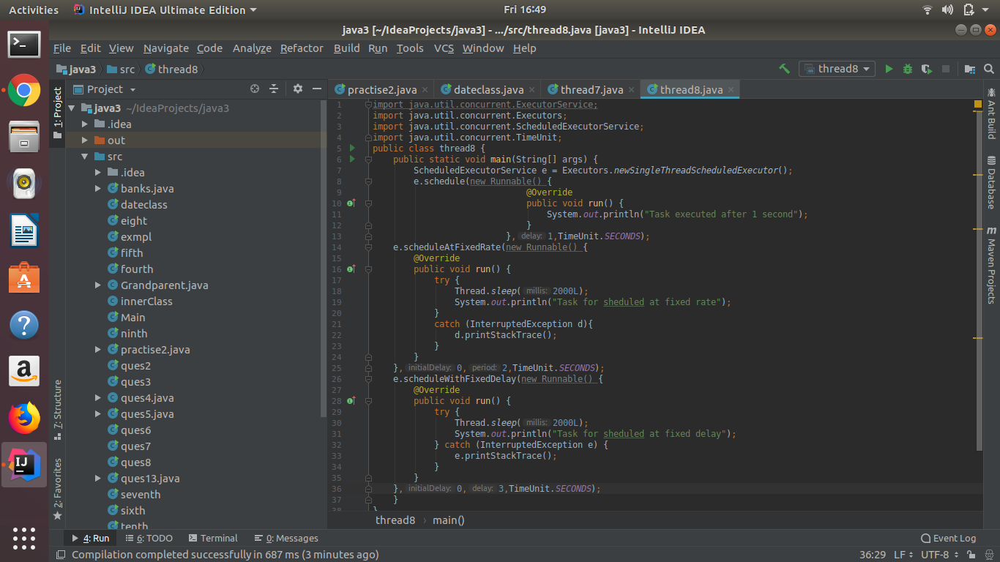 Activities IntelliJ IDEA Ultimate Edition Fri 16:49
java3 [~/IdeaProjects/java3] - .../src/thread8.java [java3] - IntelliJ IDEA
File Edit View Navigate Code Analyze Refactor Build Run Tools VCS Window Help
java3 src thread8 thread8
Project
practise2.java dateclass.java thread7.java thread8.java
1: Project
7: Structure
2: Favorites
java3 ~/IdeaProjects/java3
.idea
out
src
.idea
banks.java
dateclass
eight
exmpl
fifth
fourth
Grandparent.java
innerClass
Main
ninth
practise2.java
ques2
ques3
ques4.java
ques5.java
ques6
ques7
ques8
ques13.java
seventh
sixth
tenth
1 import java.util.concurrent.ExecutorService;
2 import java.util.concurrent.Executors;
3 import java.util.concurrent.ScheduledExecutorService;
4 import java.util.concurrent.TimeUnit;
5 public class thread8 {
6 public static void main(String[] args) {
7 ScheduledExecutorService e = Executors.newSingleThreadScheduledExecutor();
8 e.schedule(new Runnable() {
9 @Override
10 public void run() {
11 System.out.println("Task executed after 1 second");
12 }
13 }, delay: 1,TimeUnit.SECONDS);
14 e.scheduleAtFixedRate(new Runnable() {
15 @Override
16 public void run() {
17 try {
18 Thread.sleep( millis: 2000L);
19 System.out.println("Task for sheduled at fixed rate");
20 }
21 catch (InterruptedException d){
22 d.printStackTrace();
23 }
24 }
25 }, initialDelay: 0, period: 2,TimeUnit.SECONDS);
26 e.scheduleWithFixedDelay(new Runnable() {
27 @Override
28 public void run() {
29 try {
30 Thread.sleep( millis: 2000L);
31 System.out.println("Task for sheduled at fixed delay");
32 } catch (InterruptedException e) {
33 e.printStackTrace();
34 }
35 }
36 }, initialDelay: 0, delay: 3,TimeUnit.SECONDS);
37 }
38 }
Ant Build
Database
m Maven Projects
thread8 main()
4: Run 6: TODO Terminal 0: Messages Event Log
Compilation completed successfully in 687 ms (3 minutes ago) 36:29 LF UTF-8